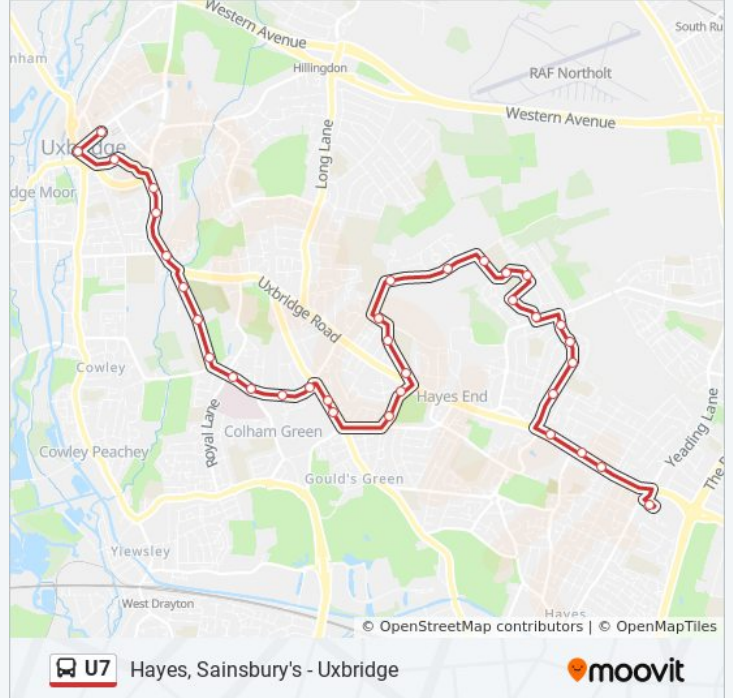 Western Avenue
South Ru
nham
Hillingdon
RAF Northolt
Western Avenue
Uxbridge
Long Lane
dge Moor
Uxbridge Road
Cowley
Hayes End
Royal Lane
Colham Green
Yeading Lane
Cowley Peachey
The P
Gould's Green
Yiewsley
West Drayton
Hayes
© OpenStreetMap contributors | © OpenMapTiles
U7 Hayes, Sainsbury's - Uxbridge moovit